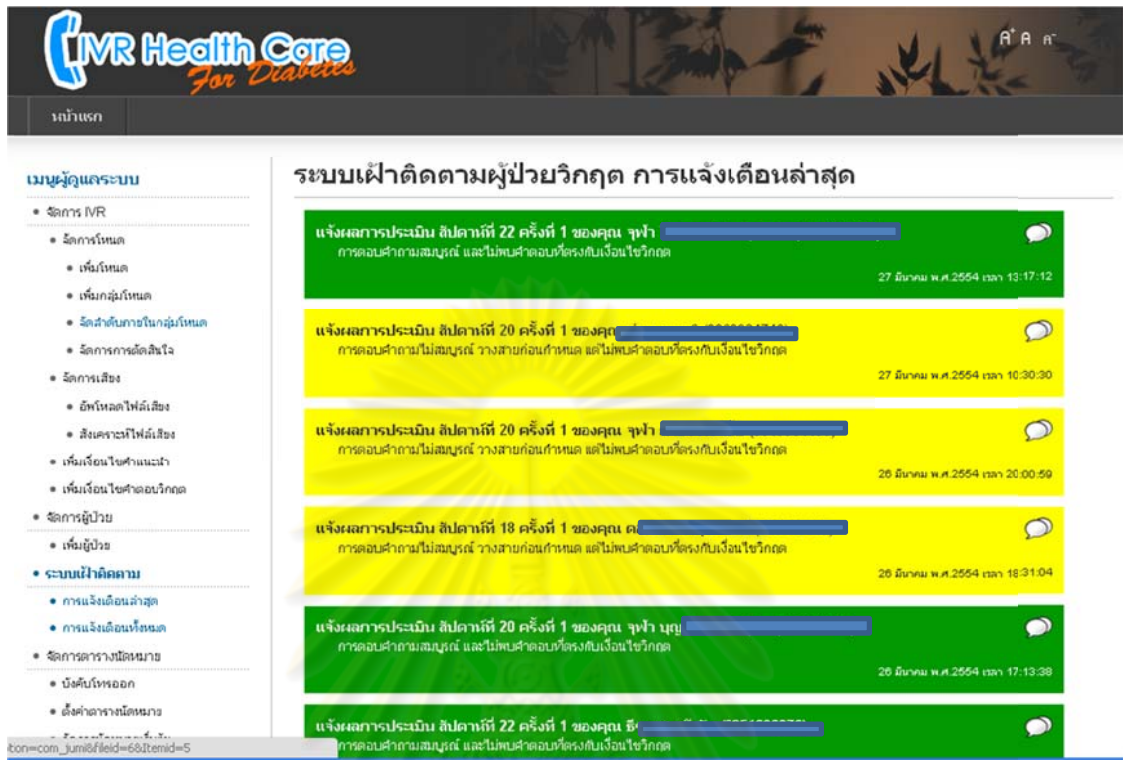 IVR Health Care
For Diabetes
A+ A A-
หน้าแรก
เมนูผู้ดูแลระบบ
จัดการ IVR
จัดการโหนด
เพิ่มโหนด
เพิ่มกลุ่มโหนด
จัดลำดับภายในกลุ่มโหนด
จัดการการตัดสินใจ
จัดการเสียง
อัพโหลดไฟล์เสียง
สังเคราะห์ไฟล์เสียง
เพิ่มเงื่อนไขคำแนะนำ
เพิ่มเงื่อนไขคำตอบวิกฤต
จัดการผู้ป่วย
เพิ่มผู้ป่วย
ระบบเฝ้าติดตาม
การแจ้งเตือนล่าสุด
การแจ้งเตือนทั้งหมด
จัดการตารางนัดหมาย
บังคับโทรออก
ตั้งค่าตารางนัดหมาย
ton=com_jumi&fileid=6&Itemid=5
ระบบเฝ้าติดตามผู้ป่วยวิกฤต การแจ้งเตือนล่าสุด
แจ้งผลการประเมิน สัปดาห์ที่ 22 ครั้งที่ 1 ของคุณ จุฬา
การตอบคำถามสมบูรณ์ และไม่พบคำตอบที่ตรงกับเงื่อนไขวิกฤต
27 มีนาคม พ.ศ.2554 เวลา 13:17:12
แจ้งผลการประเมิน สัปดาห์ที่ 20 ครั้งที่ 1 ของคุณ
การตอบคำถามไม่สมบูรณ์ วางสายก่อนกำหนด แต่ไม่พบคำตอบที่ตรงกับเงื่อนไขวิกฤต
27 มีนาคม พ.ศ.2554 เวลา 10:30:30
แจ้งผลการประเมิน สัปดาห์ที่ 20 ครั้งที่ 1 ของคุณ จุฬา
การตอบคำถามไม่สมบูรณ์ วางสายก่อนกำหนด แต่ไม่พบคำตอบที่ตรงกับเงื่อนไขวิกฤต
26 มีนาคม พ.ศ.2554 เวลา 20:00:59
แจ้งผลการประเมิน สัปดาห์ที่ 18 ครั้งที่ 1 ของคุณ
การตอบคำถามไม่สมบูรณ์ วางสายก่อนกำหนด แต่ไม่พบคำตอบที่ตรงกับเงื่อนไขวิกฤต
26 มีนาคม พ.ศ.2554 เวลา 18:31:04
แจ้งผลการประเมิน สัปดาห์ที่ 20 ครั้งที่ 1 ของคุณ จุฬา บุญ
การตอบคำถามสมบูรณ์ และไม่พบคำตอบที่ตรงกับเงื่อนไขวิกฤต
26 มีนาคม พ.ศ.2554 เวลา 17:13:38
แจ้งผลการประเมิน สัปดาห์ที่ 22 ครั้งที่ 1 ของคุณ
การตอบคำถามสมบูรณ์ และไม่พบคำตอบที่ตรงกับเงื่อนไขวิกฤต